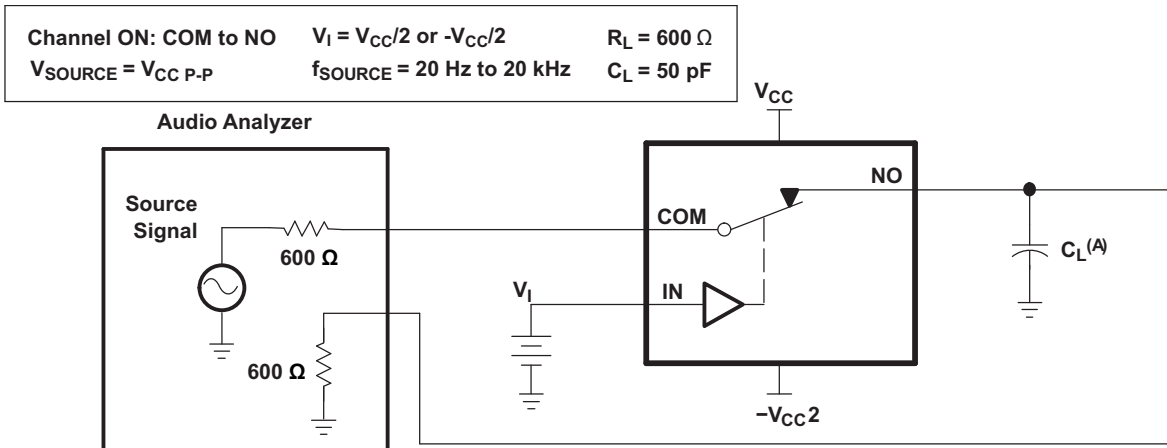 Channel ON: COM to NO V_I = V_CC/2 or -V_CC/2 R_L = 600 Ω
V_SOURCE = V_CC P-P f_SOURCE = 20 Hz to 20 kHz C_L = 50 pF
V_CC
Audio Analyzer
NO
Source
Signal
COM
600 Ω
C_L^(A)
V_I
IN
600 Ω
−V_CC2